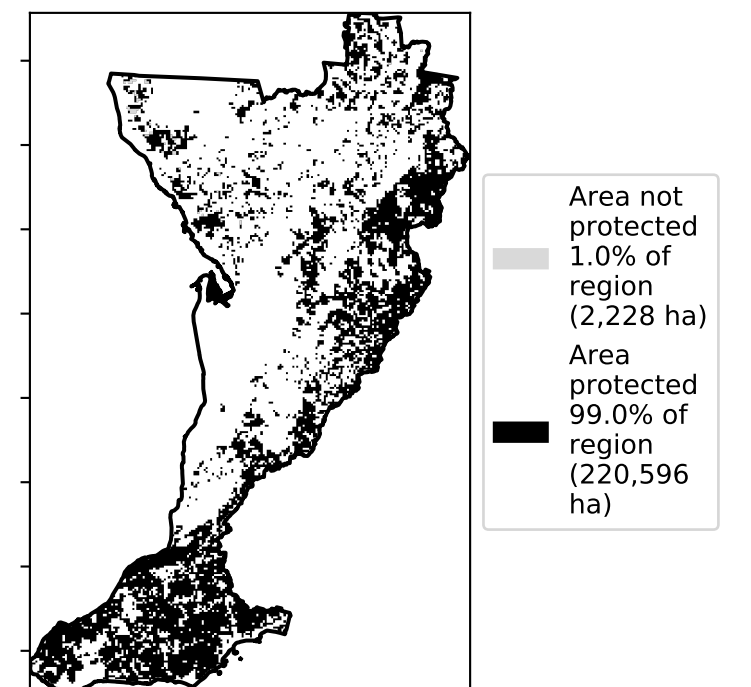 Area not
protected
1.0% of
region
(2,228 ha)
Area
protected
99.0% of
region
(220,596
ha)